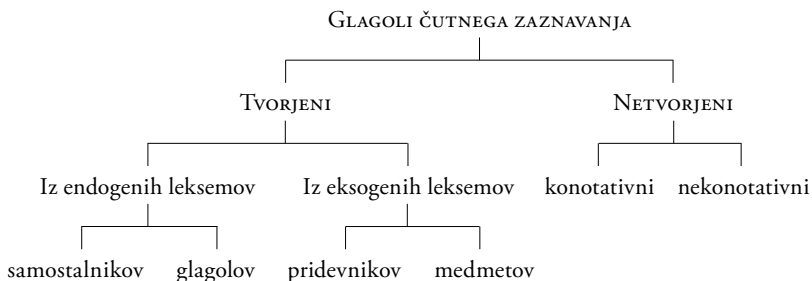 Glagoli čutnega zaznavanja
Tvorjeni Netvorjeni
Iz endogenih leksemov Iz eksogenih leksemov konotativni nekonotativni
samostalnikov glagolov pridevnikov medmetov